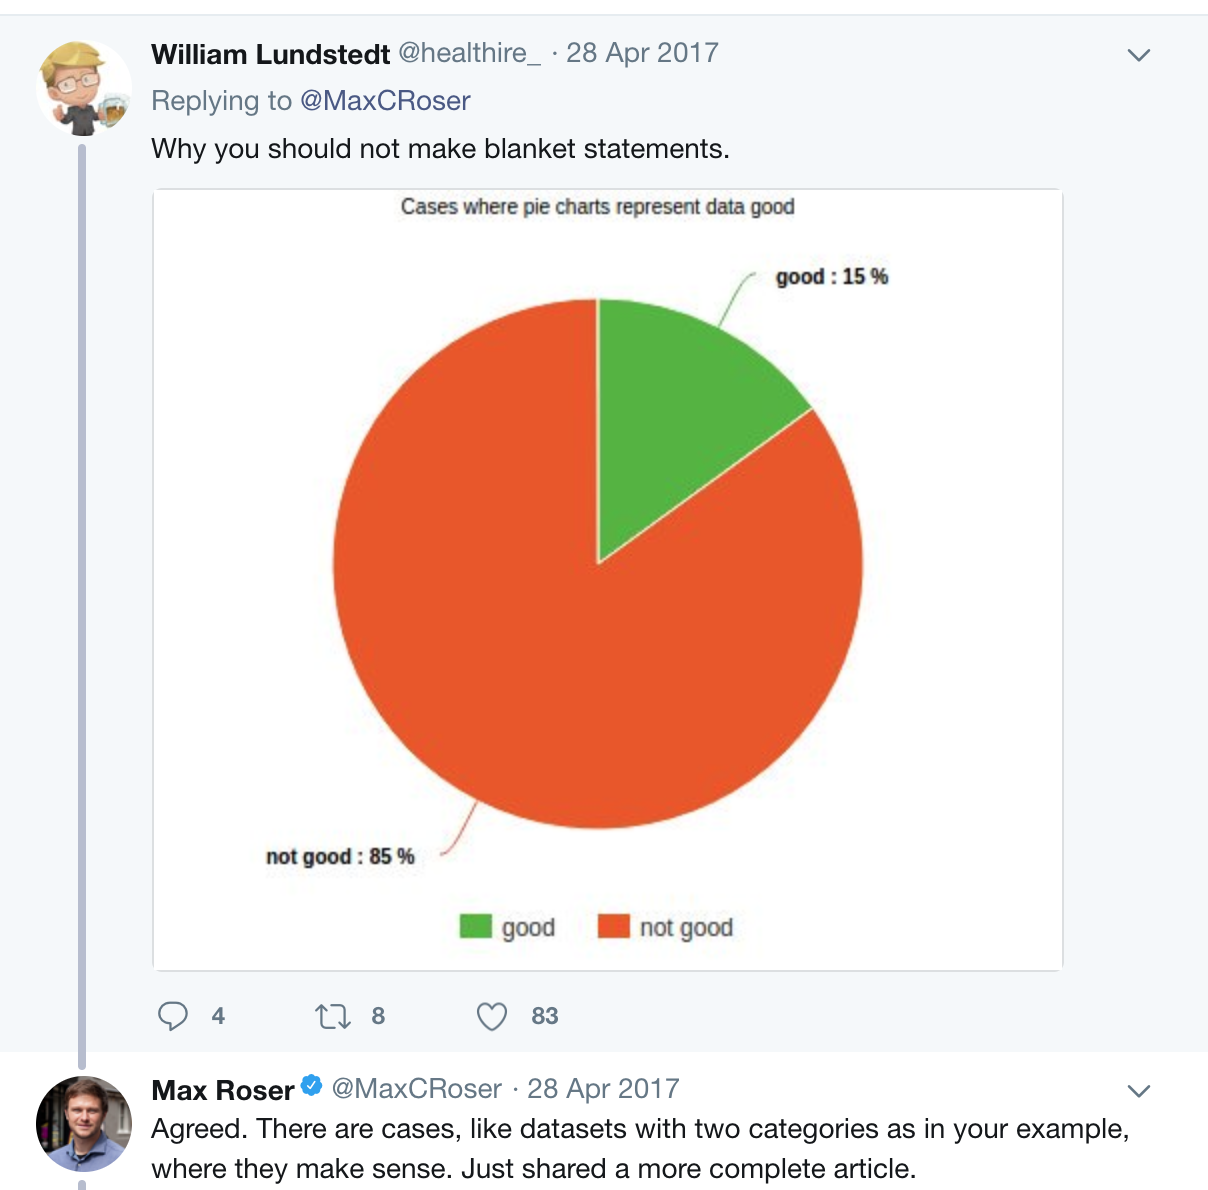 William Lundstedt @healthire_ · 28 Apr 2017
Replying to @MaxCRoser
Why you should not make blanket statements.
Cases where pie charts represent data good
good : 15 %
not good : 85 %
good not good
4 8 83
Max Roser @MaxCRoser · 28 Apr 2017
Agreed. There are cases, like datasets with two categories as in your example,
where they make sense. Just shared a more complete article.